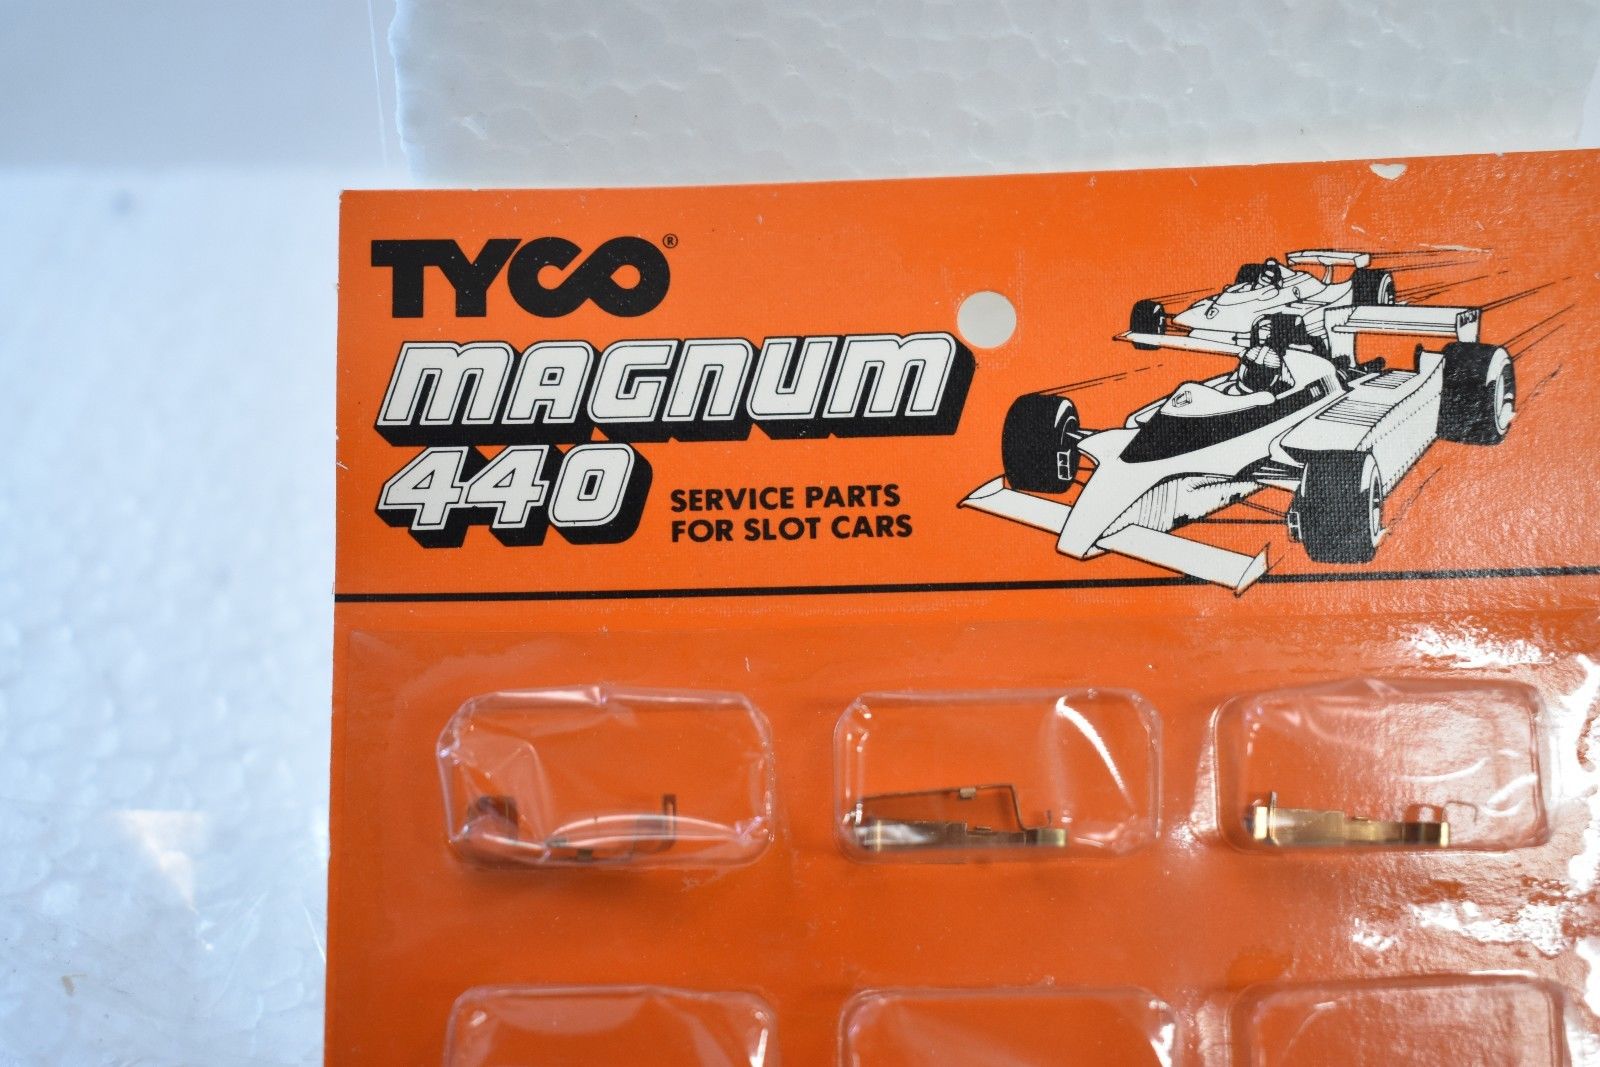 TYCO®
MAGNUM
440
SERVICE PARTS
FOR SLOT CARS